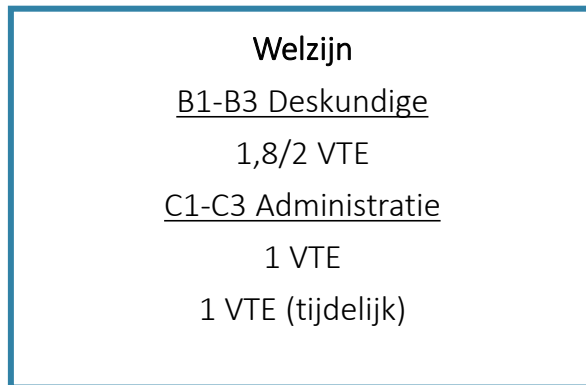 Welzijn
B1-B3 Deskundige
1,8/2 VTE
C1-C3 Administratie
1 VTE
1 VTE (tijdelijk)